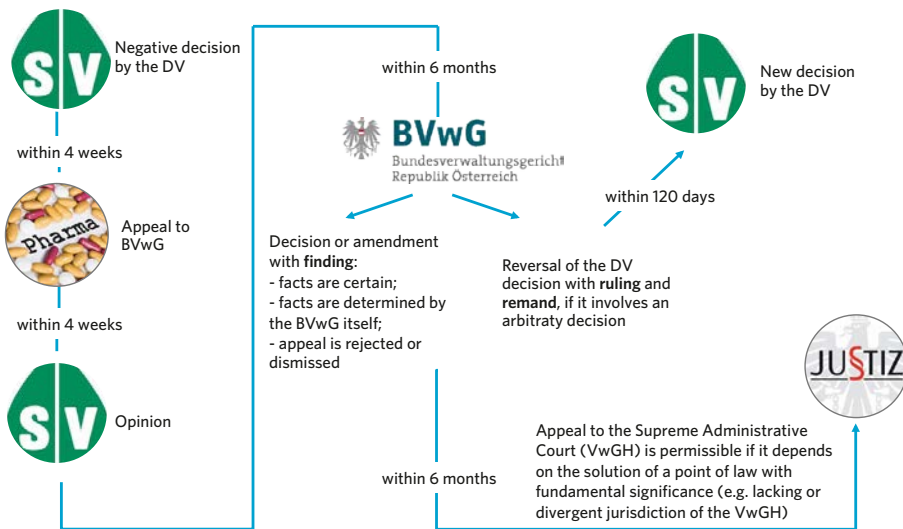 SV
Negative decision
by the DV
within 4 weeks
Pharma
Appeal to
BVwG
within 4 weeks
SV
Opinion
within 6 months
BVwG
Bundesverwaltungsgericht
Republik Österreich
Decision or amendment
with finding:
- facts are certain;
- facts are determined by
the BVwG itself;
- appeal is rejected or
dismissed
Reversal of the DV
decision with ruling and
remand, if it involves an
arbitraty decision
within 120 days
SV
New decision
by the DV
within 6 months
Appeal to the Supreme Administrative
Court (VwGH) is permissible if it depends
on the solution of a point of law with
fundamental significance (e.g. lacking or
divergent jurisdiction of the VwGH)
JU§TIZ